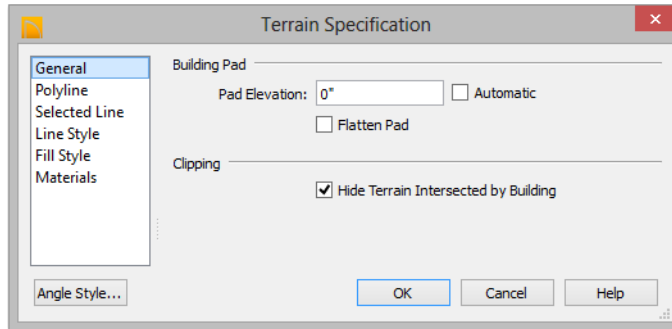 Terrain Specification
General
Polyline
Selected Line
Line Style
Fill Style
Materials
Building Pad
Pad Elevation: 0" Automatic
Flatten Pad
Clipping
Hide Terrain Intersected by Building
Angle Style... OK Cancel Help